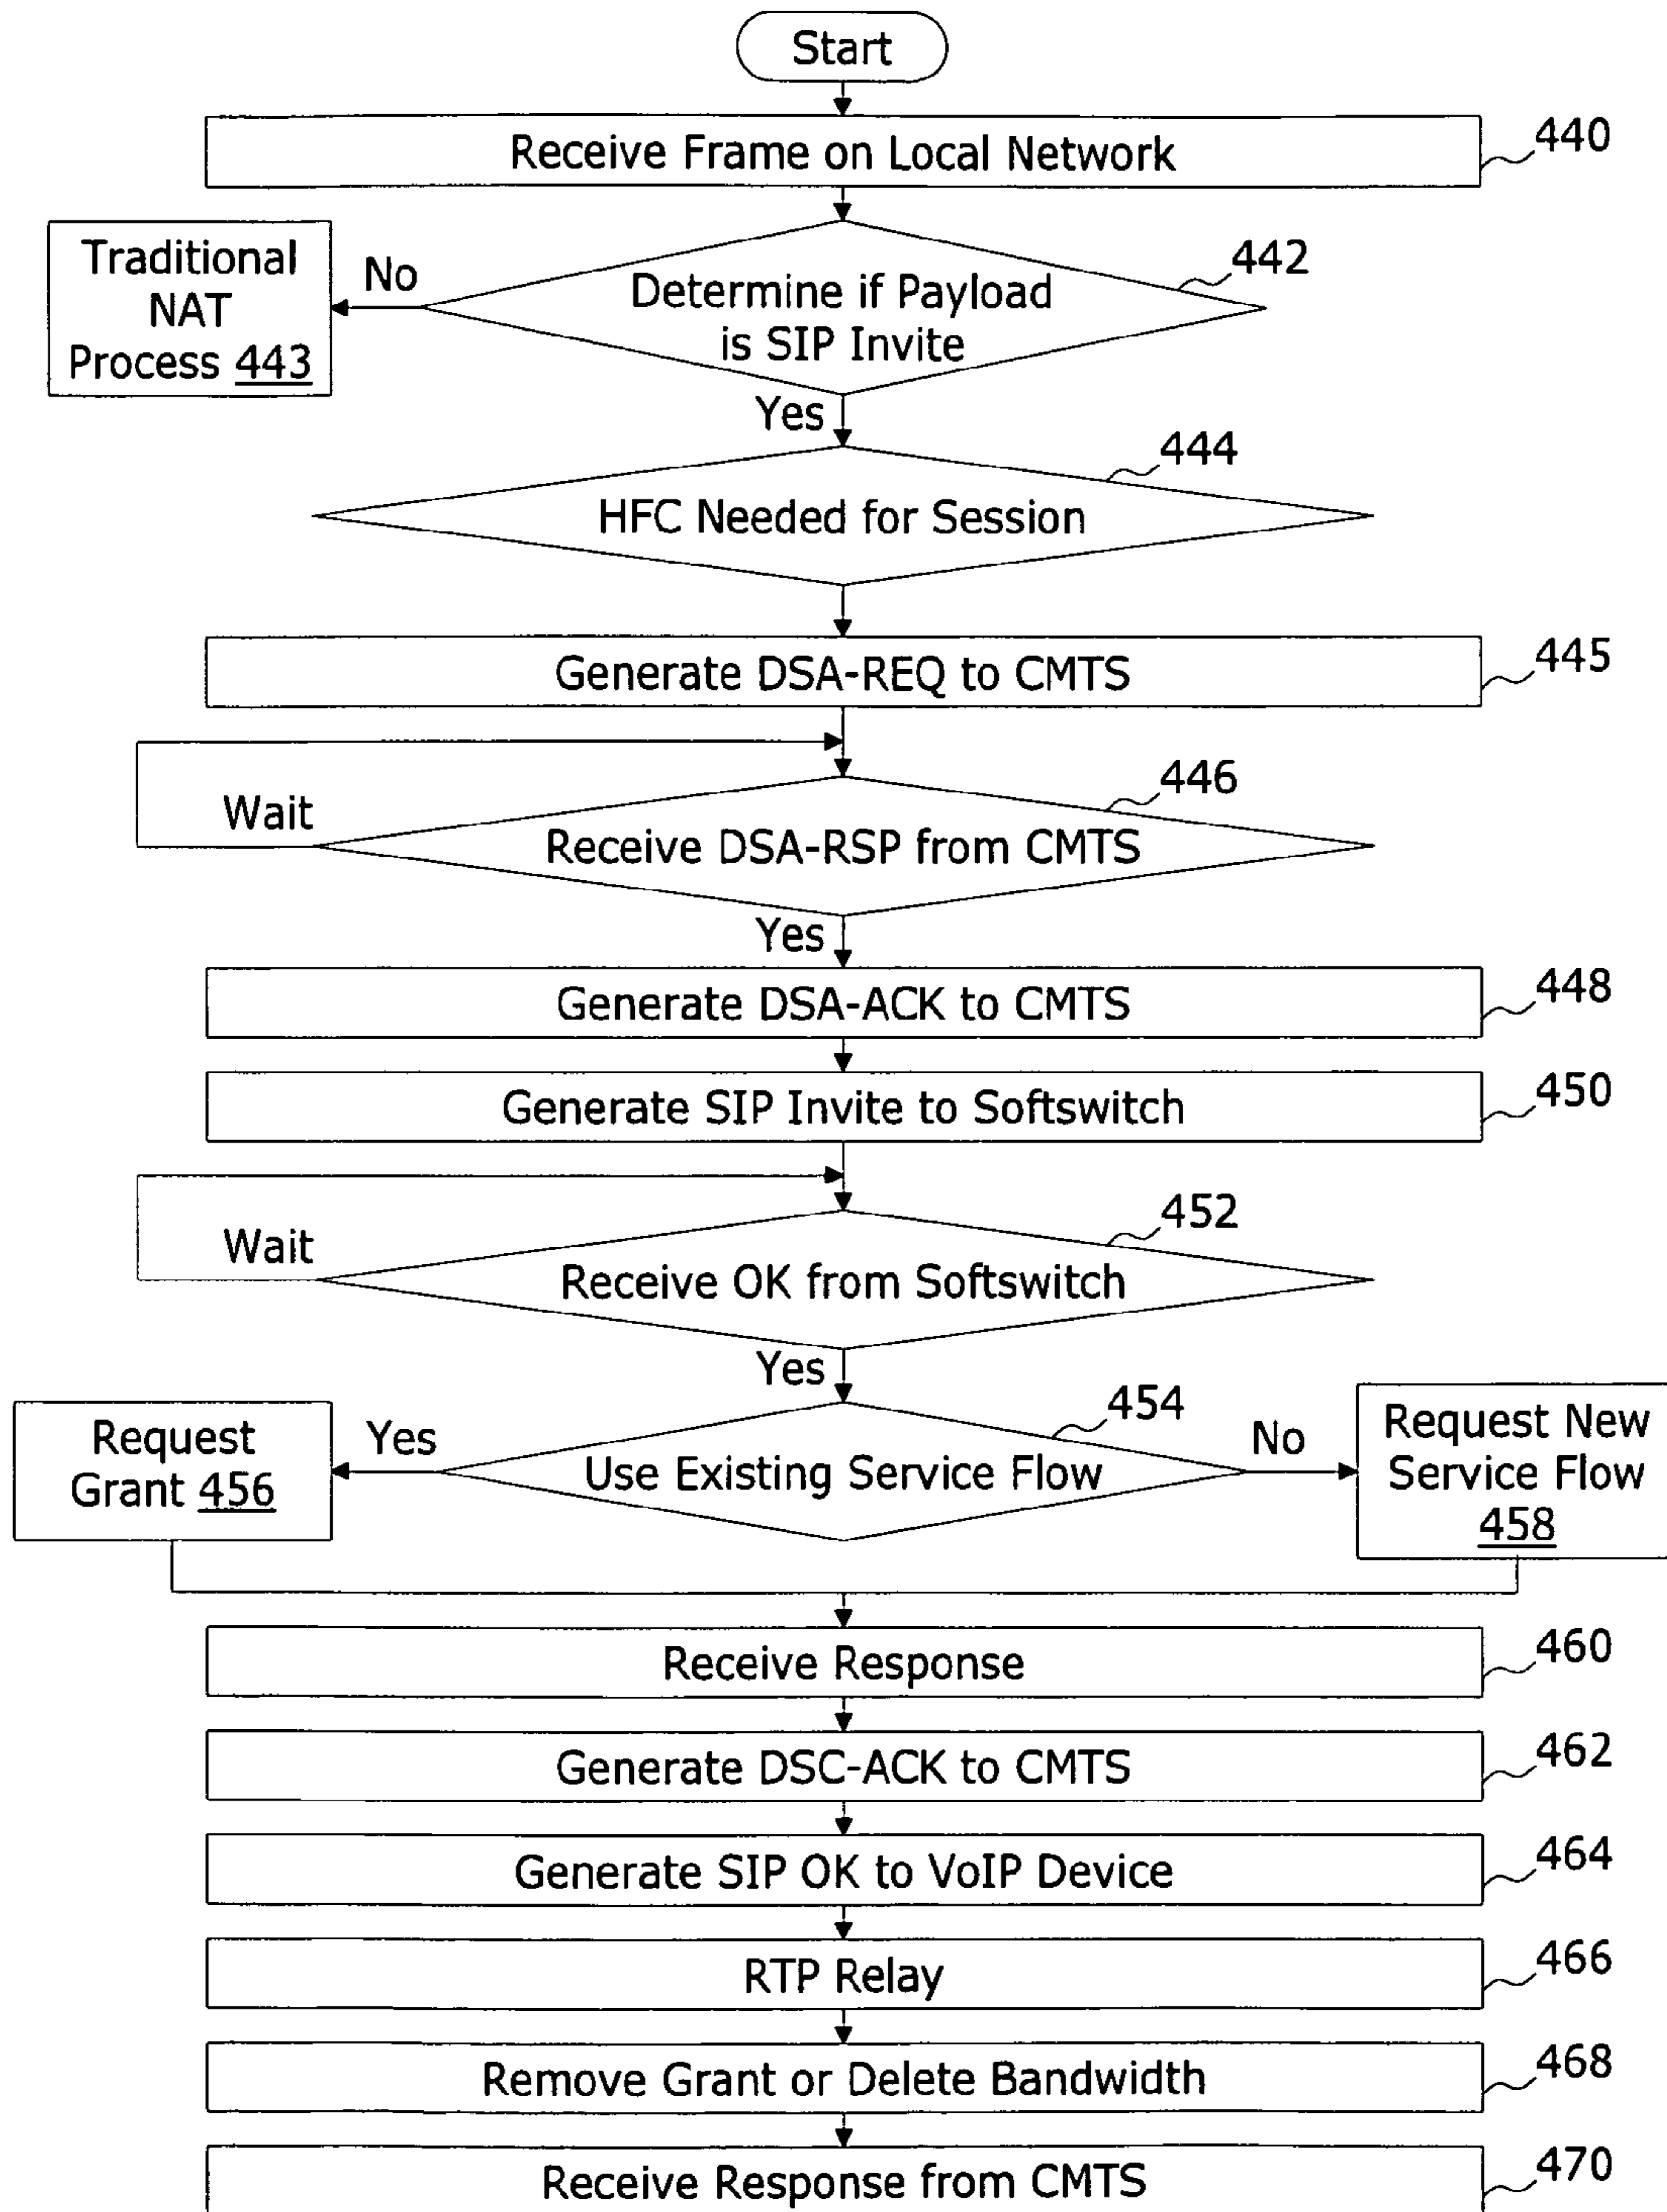 Start
Receive Frame on Local Network
440
Traditional
NAT
Process 443
No
Determine if Payload
is SIP Invite
442
Yes
HFC Needed for Session
444
Generate DSA-REQ to CMTS
445
Wait
Receive DSA-RSP from CMTS
446
Yes
Generate DSA-ACK to CMTS
448
Generate SIP Invite to Softswitch
450
Wait
Receive OK from Softswitch
452
Yes
Request
Grant 456
Yes
Use Existing Service Flow
454
No
Request New
Service Flow
458
Receive Response
460
Generate DSC-ACK to CMTS
462
Generate SIP OK to VoIP Device
464
RTP Relay
466
Remove Grant or Delete Bandwidth
468
Receive Response from CMTS
470